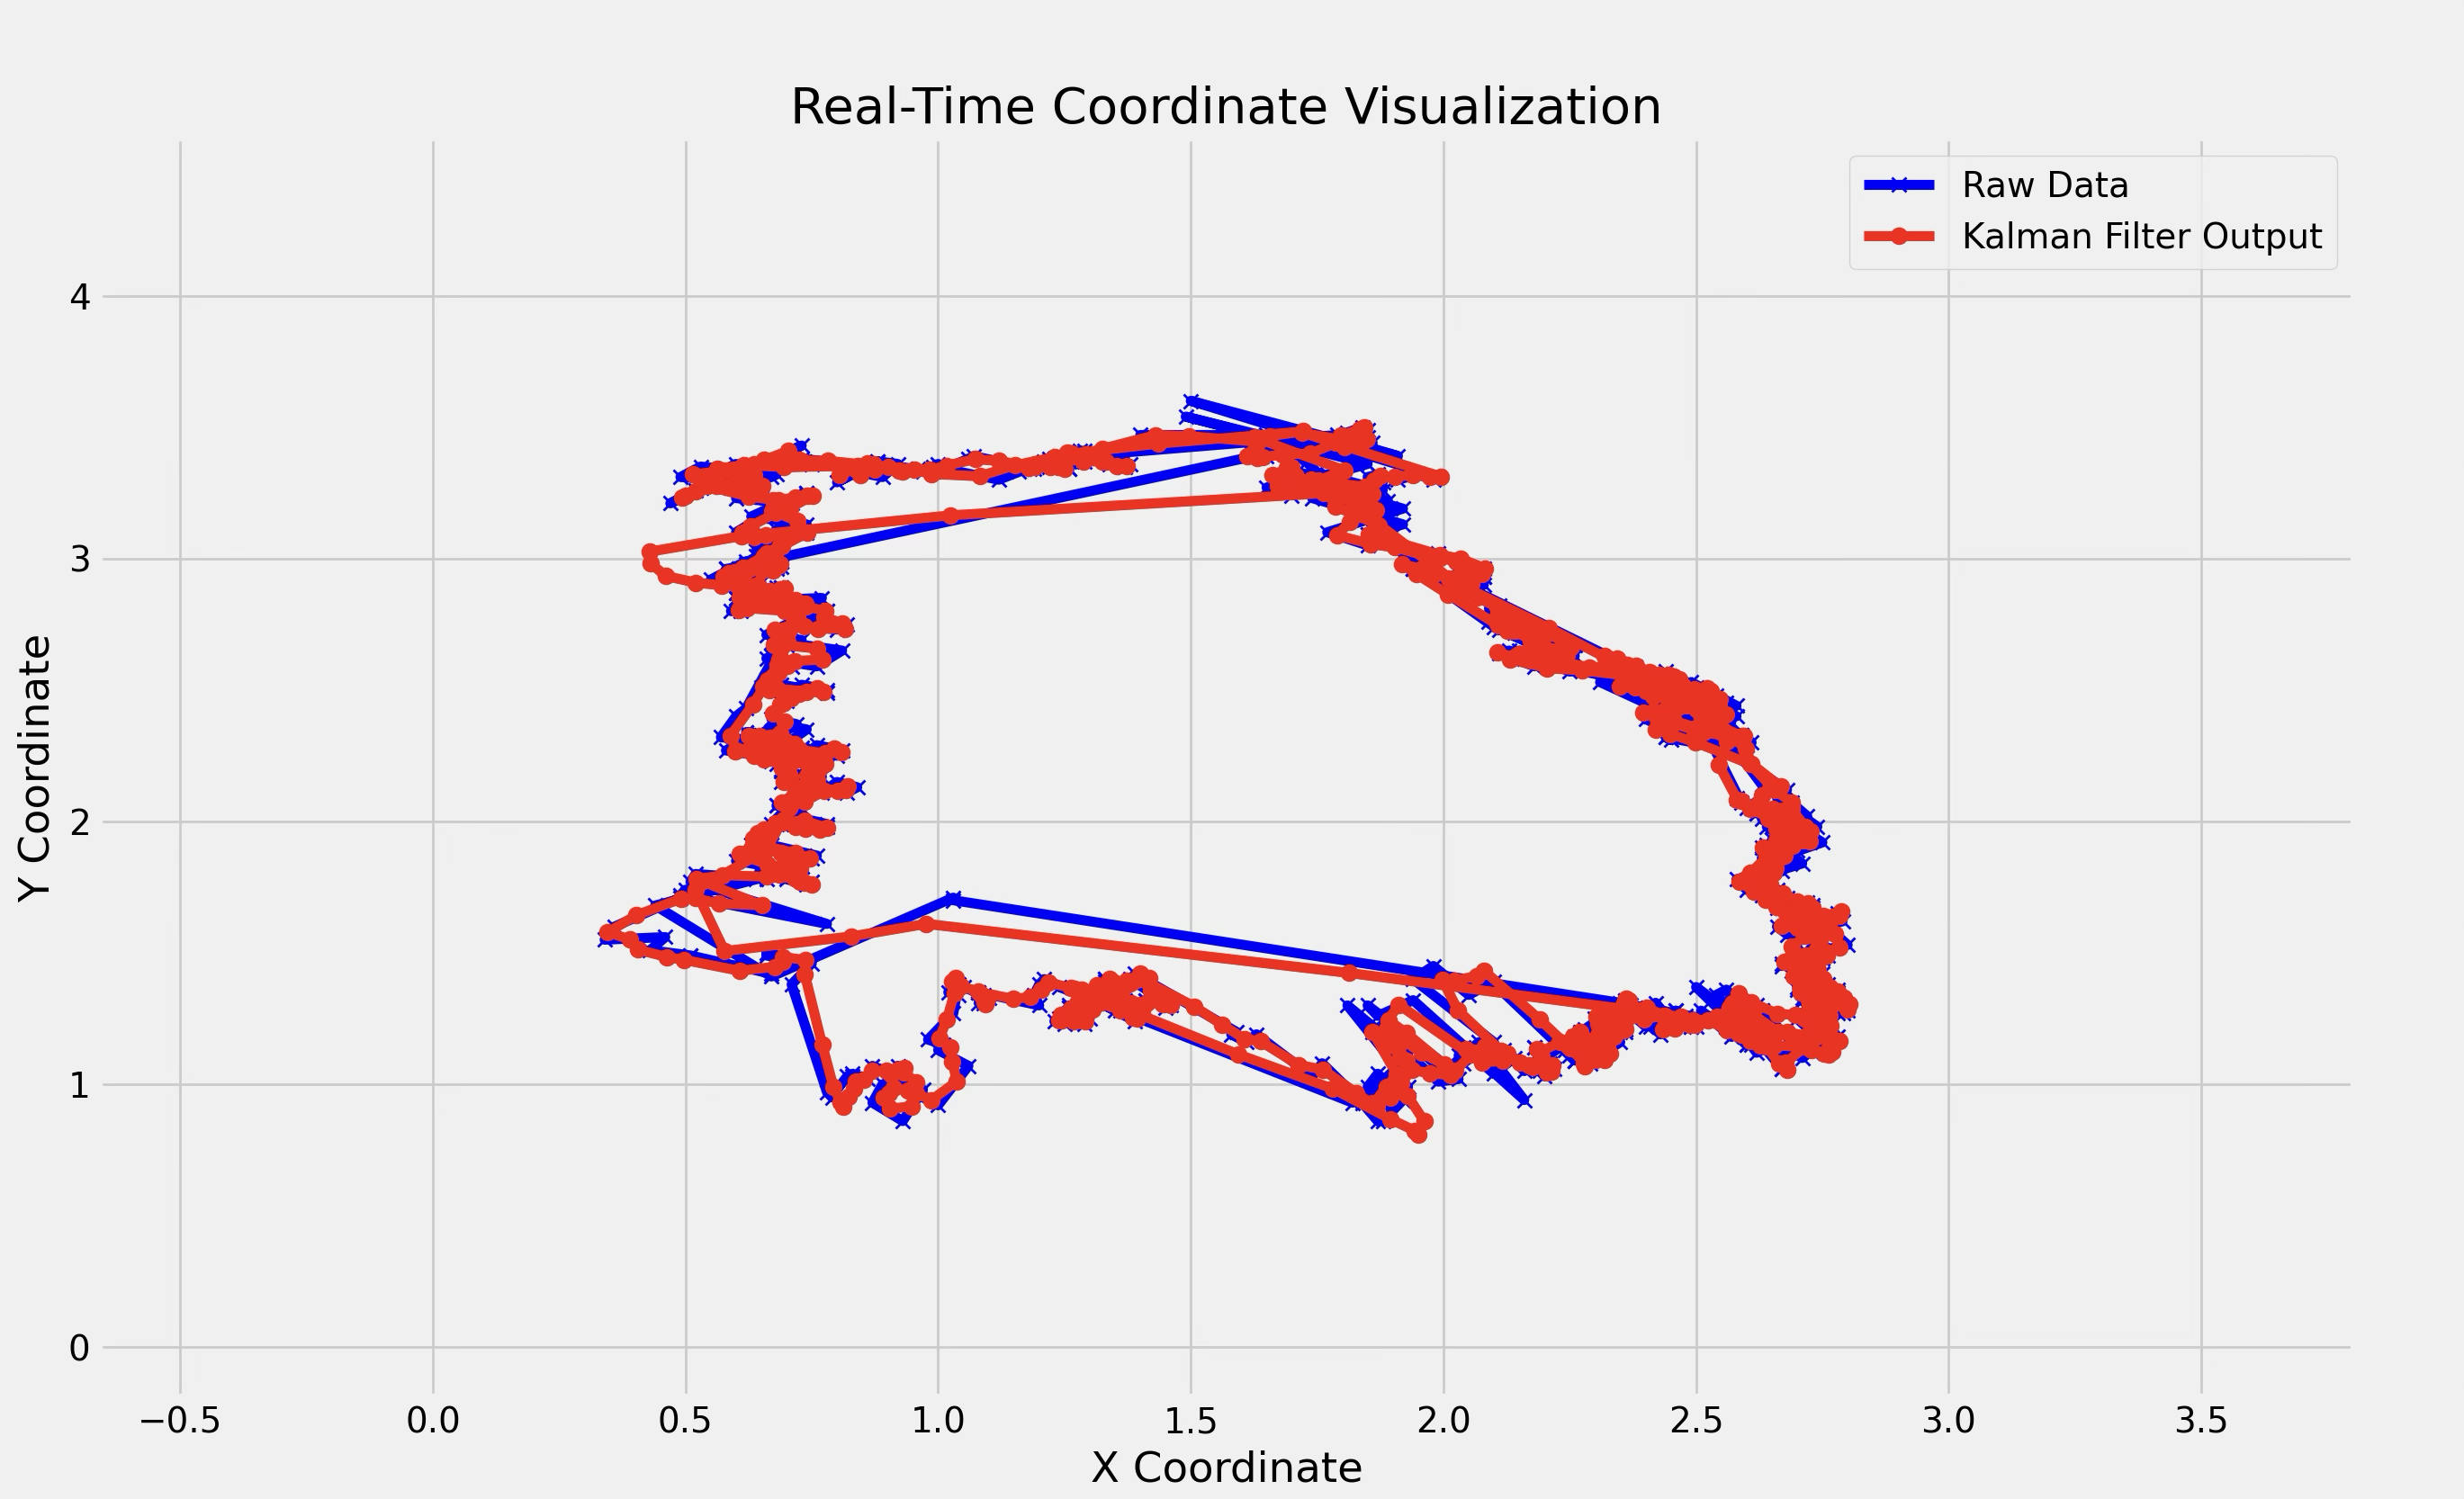 Real-Time Coordinate Visualization
Raw Data
Kalman Filter Output
Y Coordinate
4
3
2
1
0
−0.5 0.0 0.5 1.0 1.5 2.0 2.5 3.0 3.5
X Coordinate